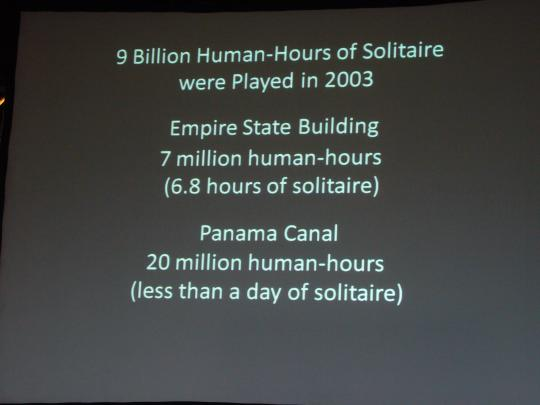 9 Billion Human-Hours of Solitaire
were Played in 2003
Empire State Building
7 million human-hours
(6.8 hours of solitaire)
Panama Canal
20 million human-hours
(less than a day of solitaire)